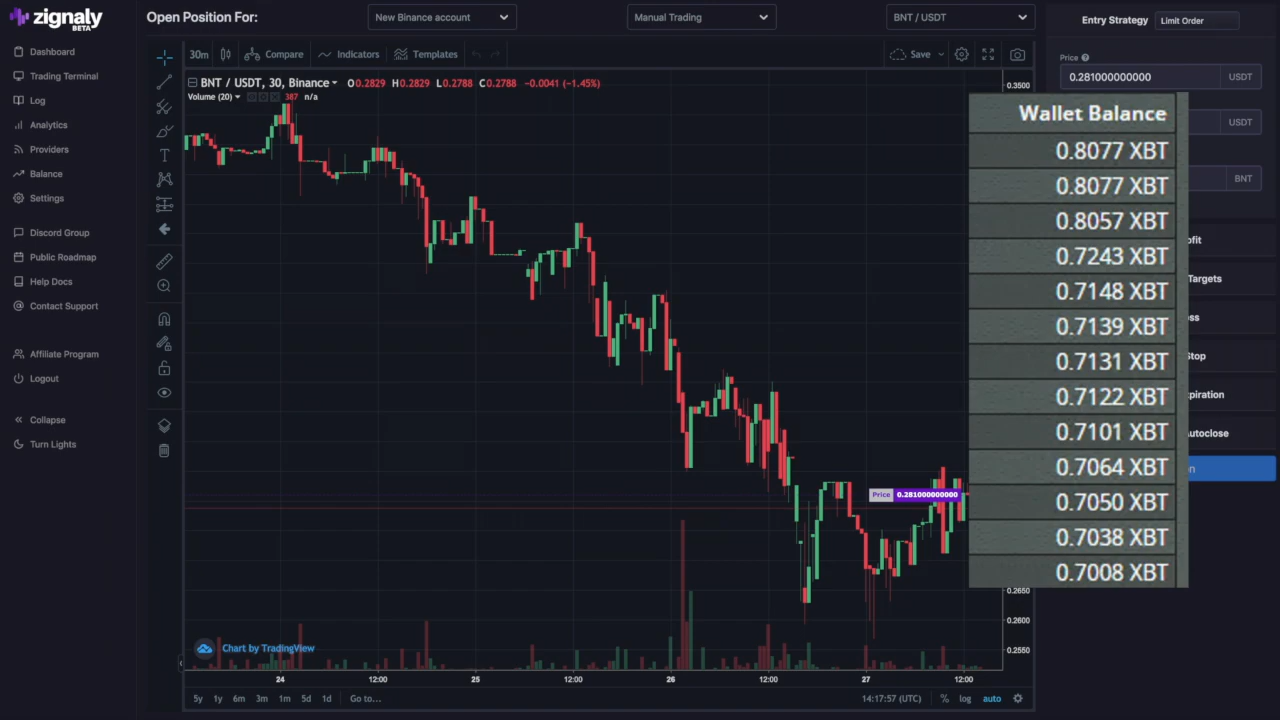 zignaly
BETA
Dashboard
Trading Terminal
Log
Analytics
Providers
Balance
Settings
Discord Group
Public Roadmap
Help Docs
Contact Support
Affiliate Program
Logout
Collapse
Turn Lights
Open Position For:
New Binance account
Manual Trading
BNT / USDT
30m
Compare
Indicators
Templates
Save
BNT / USDT, 30, Binance O0.2829 H0.2829 L0.2788 C0.2788 -0.0041 (-1.45%)
Volume (20) 387 n/a
0.3500
Price 0.281000000000
0.2650
0.2600
0.2550
Chart by TradingView
24 12:00 25 12:00 26 12:00 27 12:00
5y 1y 6m 3m 1m 5d 1d Go to...
14:17:57 (UTC) % log auto
Entry Strategy Limit Order
Price
0.281000000000 USDT
USDT
BNT
ofit
Targets
oss
Stop
piration
utoclose
n
Wallet Balance
0.8077 XBT
0.8077 XBT
0.8057 XBT
0.7243 XBT
0.7148 XBT
0.7139 XBT
0.7131 XBT
0.7122 XBT
0.7101 XBT
0.7064 XBT
0.7050 XBT
0.7038 XBT
0.7008 XBT